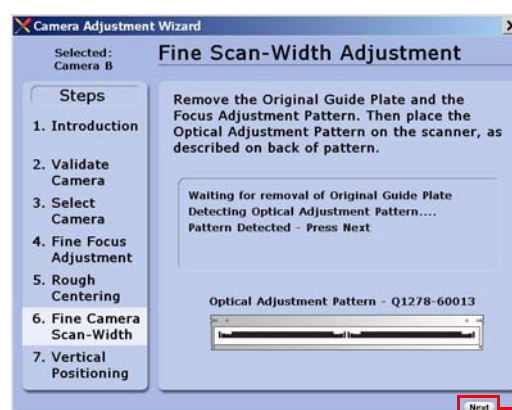 Camera Adjustment Wizard
Selected:
Camera B
Fine Scan-Width Adjustment
Steps
1. Introduction
2. Validate
Camera
3. Select
Camera
4. Fine Focus
Adjustment
5. Rough
Centering
6. Fine Camera
Scan-Width
7. Vertical
Positioning
Remove the Original Guide Plate and the
Focus Adjustment Pattern. Then place the
Optical Adjustment Pattern on the scanner, as
described on back of pattern.
Waiting for removal of Original Guide Plate
Detecting Optical Adjustment Pattern....
Pattern Detected - Press Next
Optical Adjustment Pattern - Q1278-60013
Next